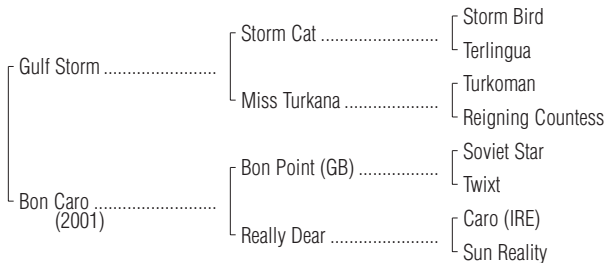 Storm Bird
Storm Cat ......................
Terlingua
Gulf Storm .....................
Turkoman
Miss Turkana ..................
Reigning Countess
Soviet Star
Bon Point (GB) ...............
Twixt
Bon Caro ........................
(2001)
Caro (IRE)
Really Dear ....................
Sun Reality